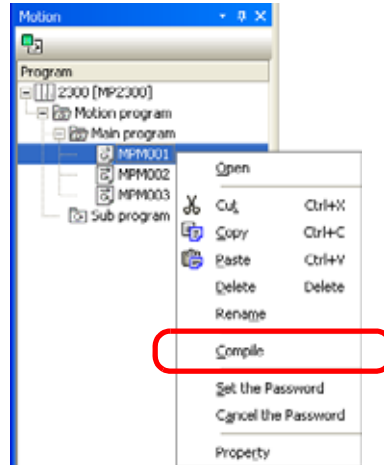 Motion
Program
2300 [MP2300]
Motion program
Main program
MPM001
MPM002
MPM003
Sub program
Open
Cut Ctrl+X
Copy Ctrl+C
Paste Ctrl+V
Delete Delete
Rename
Compile
Set the Password
Cancel the Password
Property